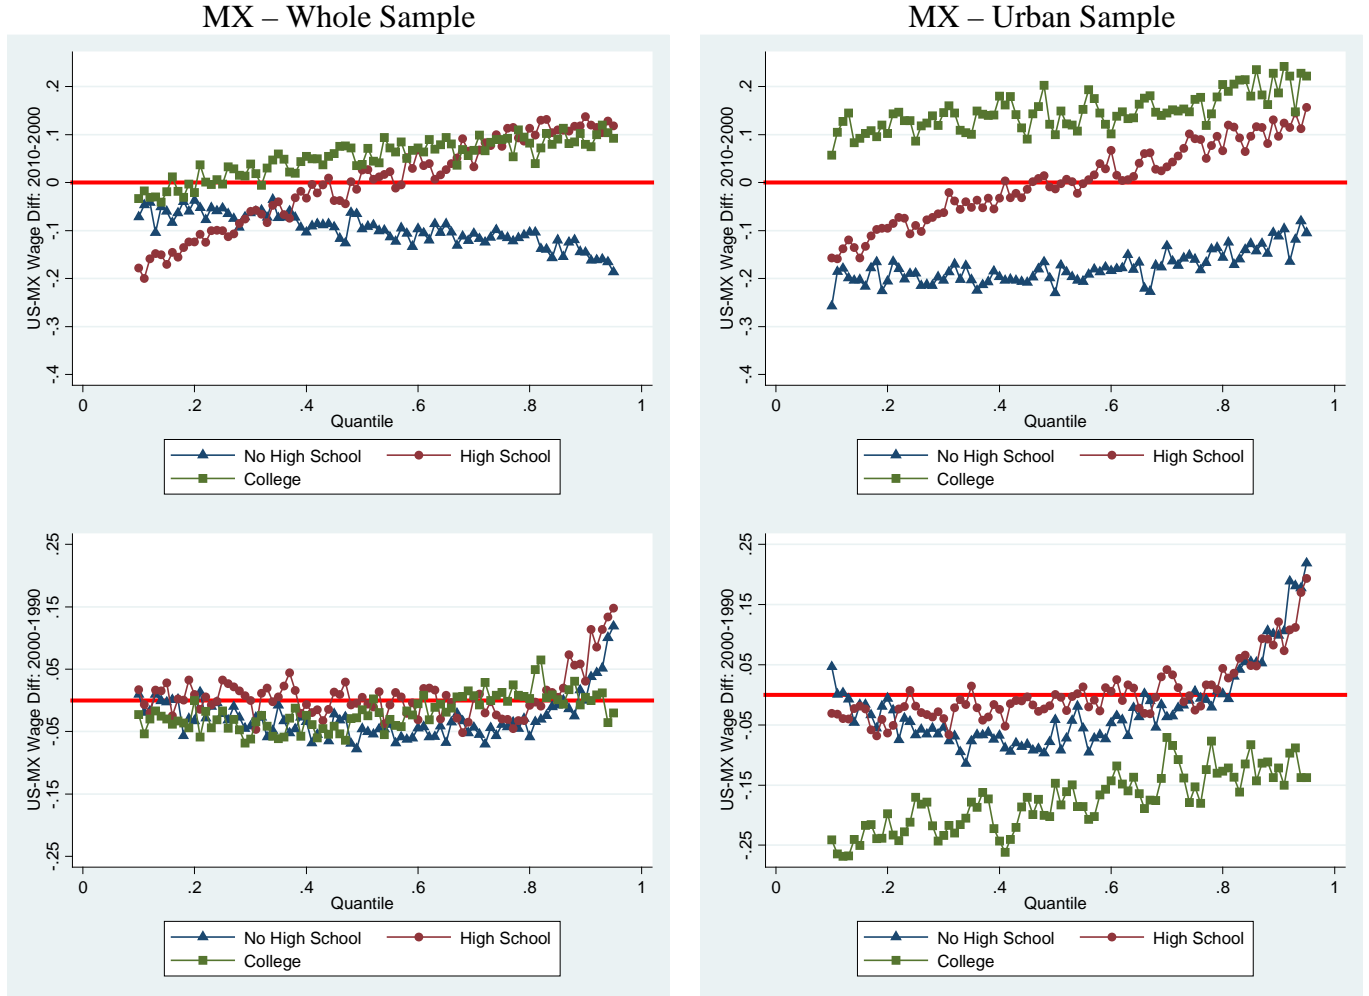 MX – Whole Sample
MX – Urban Sample
US-MX Wage Diff: 2010-2000
.2
.1
0
-.1
-.2
-.3
-.4
0 .2 .4 .6 .8 1
Quantile
No High School High School
College
US-MX Wage Diff: 2010-2000
.2
.1
0
-.1
-.2
-.3
-.4
0 .2 .4 .6 .8 1
Quantile
No High School High School
College
US-MX Wage Diff: 2000-1990
.25
.15
.05
-.05
-.15
-.25
0 .2 .4 .6 .8 1
Quantile
No High School High School
College
US-MX Wage Diff: 2000-1990
.25
.15
.05
-.05
-.15
-.25
0 .2 .4 .6 .8 1
Quantile
No High School High School
College